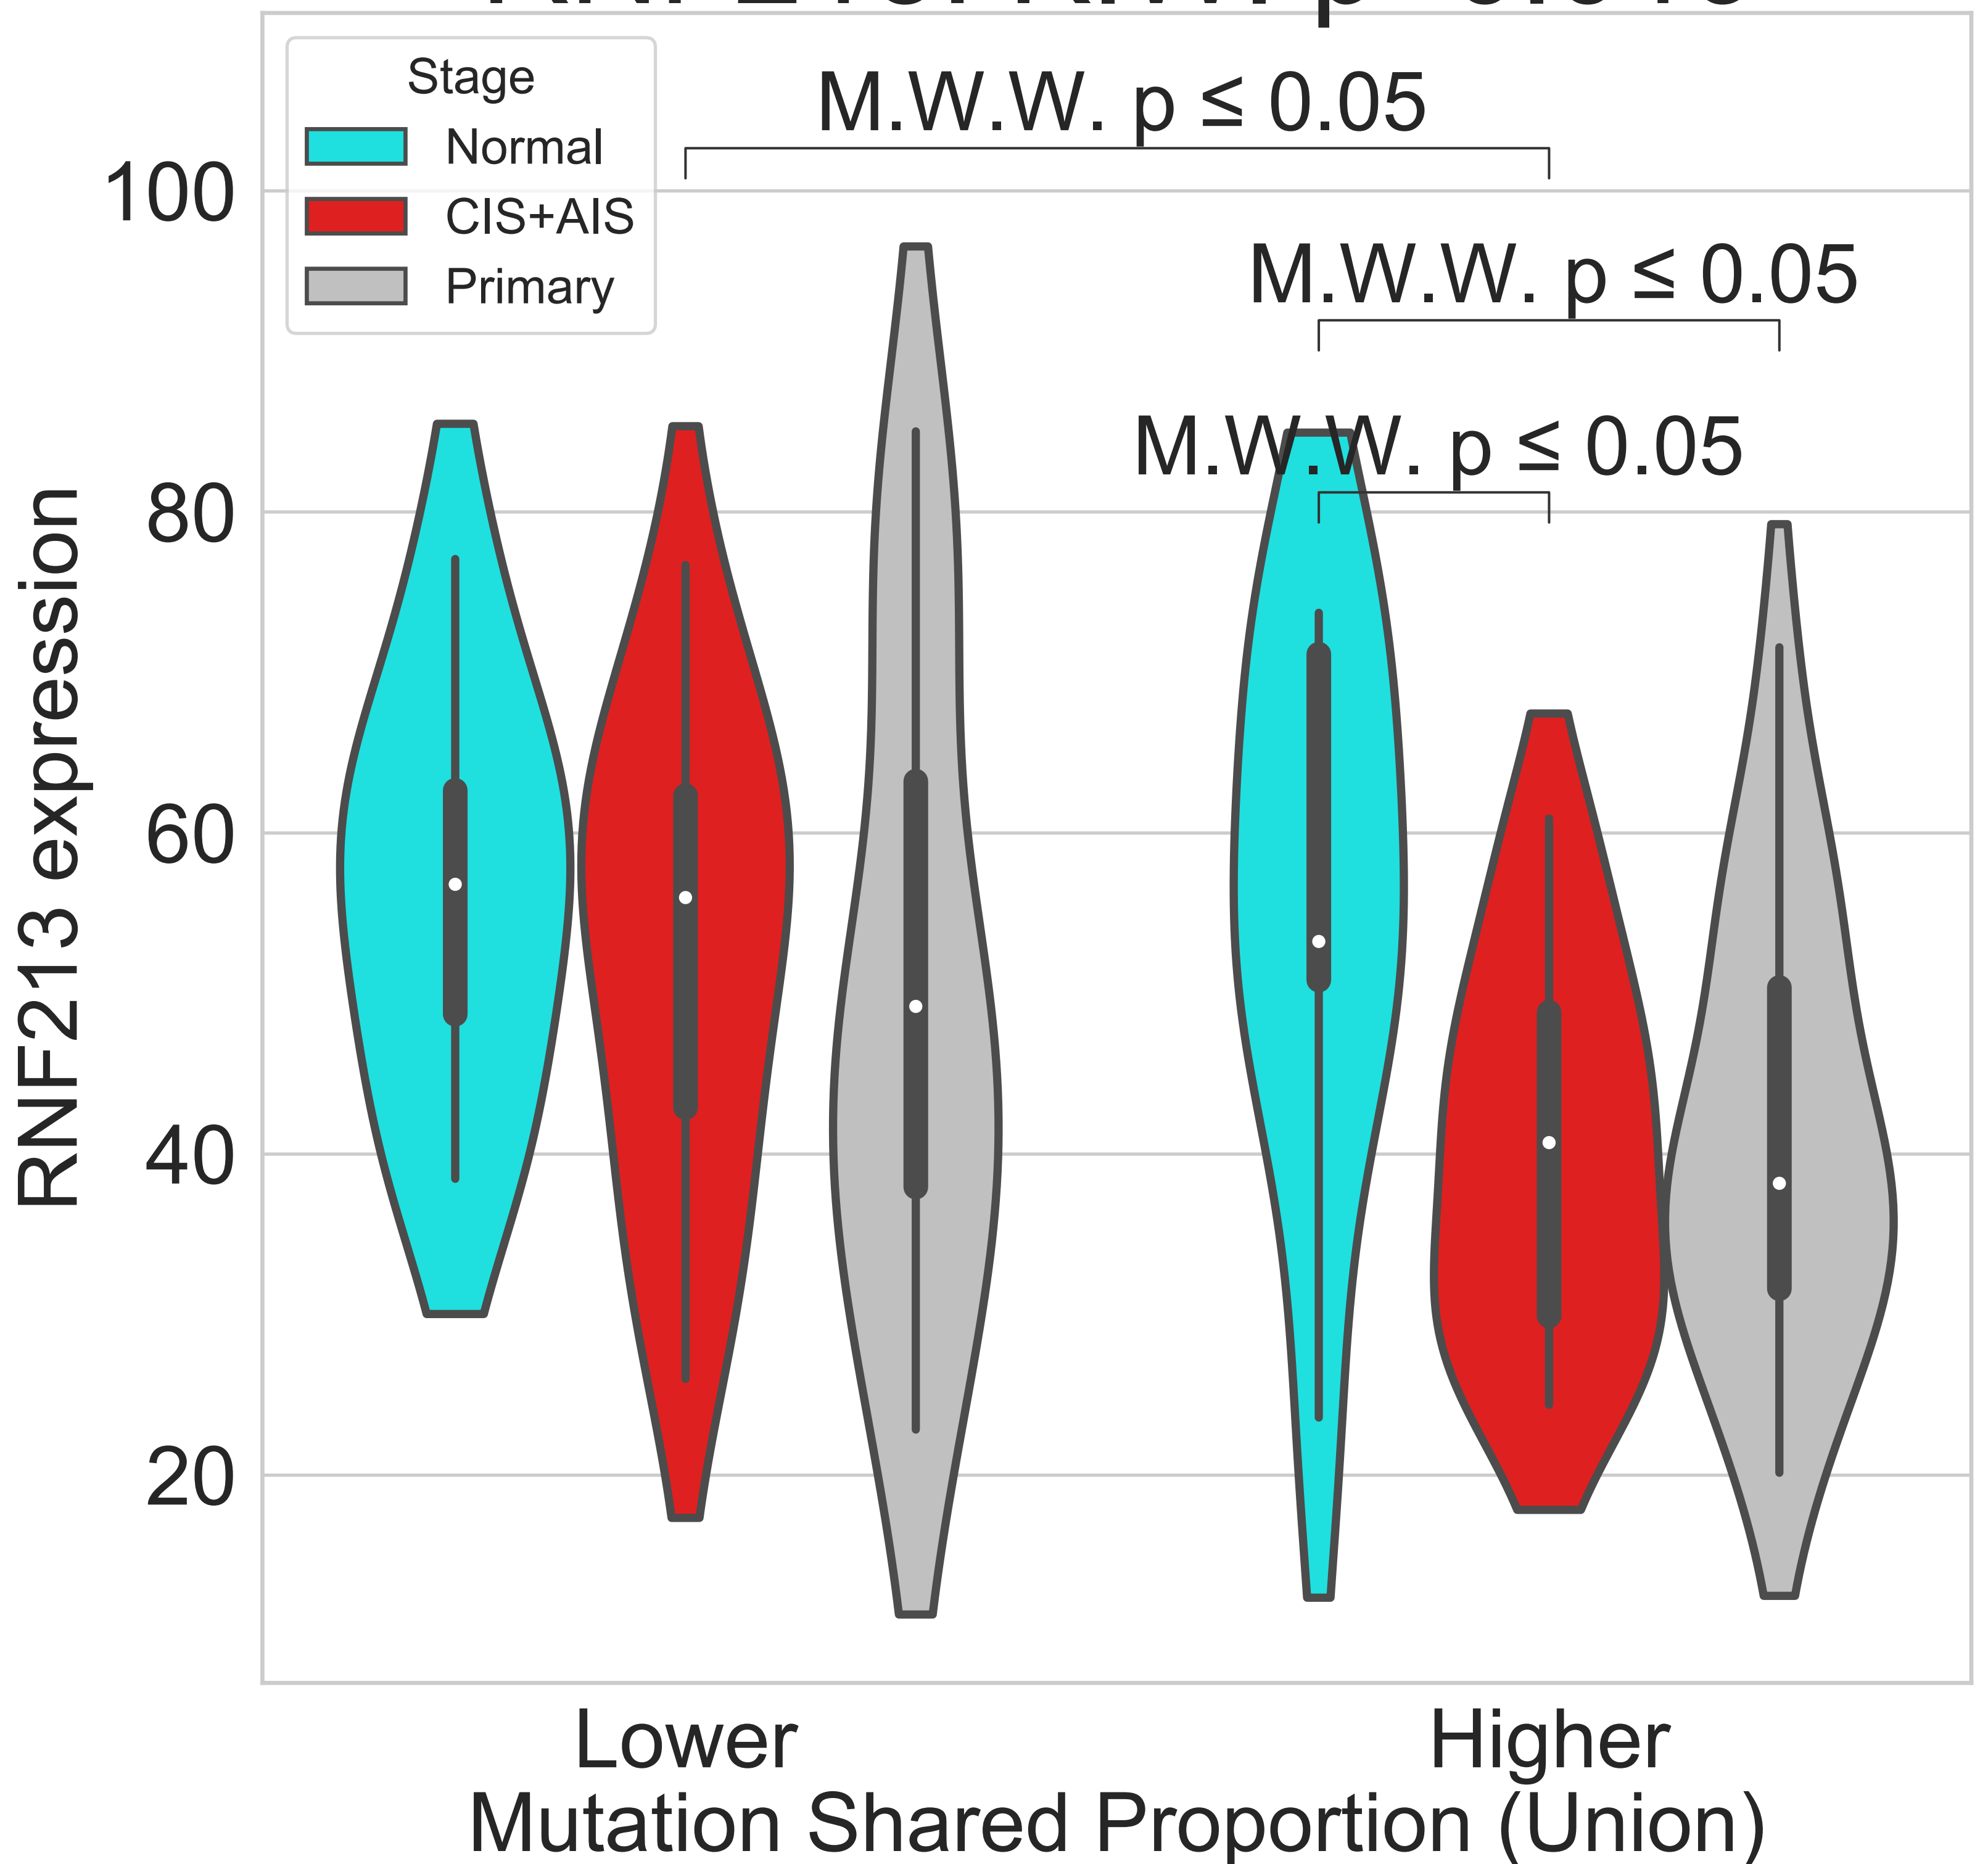 Stage
Normal
CIS+AIS
Primary
M.W.W. p ≤ 0.05
M.W.W. p ≤ 0.05
M.W.W. p ≤ 0.05
100
80
60
40
20
RNF213 expression
Lower
Higher
Mutation Shared Proportion (Union)